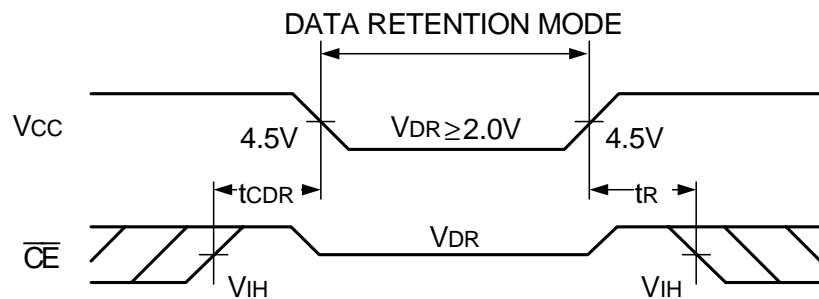 DATA RETENTION MODE
VCC
4.5V
VDR ≥ 2.0V
4.5V
tCDR
tR
CE
VDR
VIH
VIH